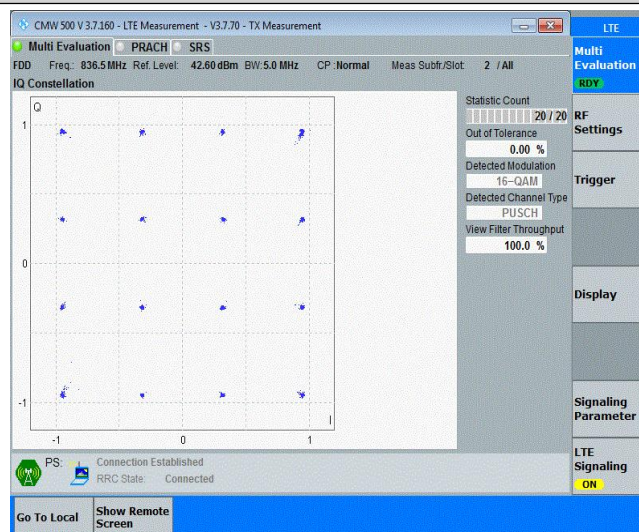 CMW 500 V 3.7.160 - LTE Measurement - V3.7.70 - TX Measurement
LTE
Multi Evaluation PRACH SRS
Multi
Evaluation
RDY
FDD Freq.: 836.5 MHz Ref. Level: 42.60 dBm BW: 5.0 MHz CP :Normal Meas Subfr./Slot: 2 / All
IQ Constellation
Q
1
0
-1
-1 0 1
I
Statistic Count
20 / 20
Out of Tolerance
0.00 %
Detected Modulation
16-QAM
Detected Channel Type
PUSCH
View Filter Throughput
100.0 %
RF
Settings
Trigger
Display
Signaling
Parameter
LTE
Signaling
ON
PS: Connection Established
RRC State: Connected
Go To Local
Show Remote
Screen